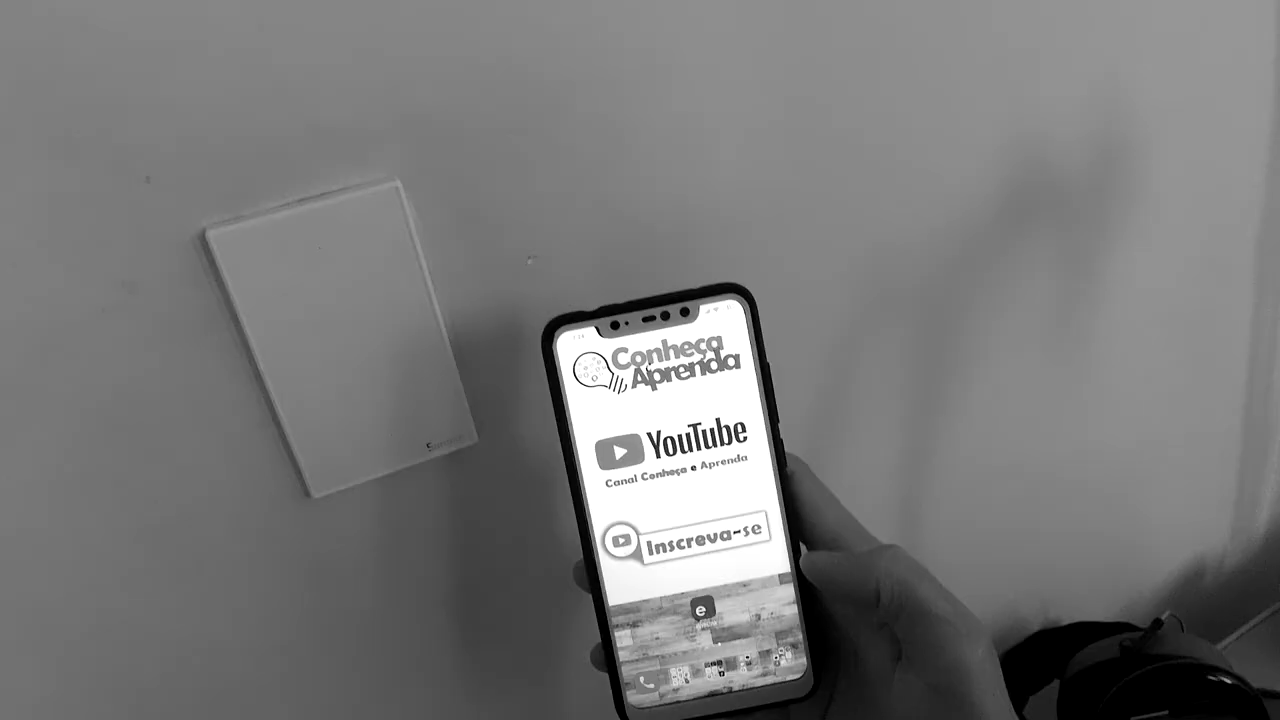 Conheça
Aprenda
YouTube
Canal Conheça e Aprenda
Inscreva-se
e